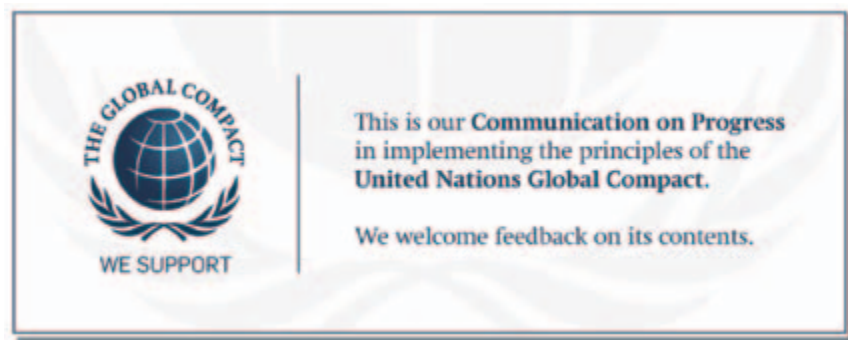 THE GLOBAL COMPACT
WE SUPPORT
This is our Communication on Progress
in implementing the principles of the
United Nations Global Compact.
We welcome feedback on its contents.